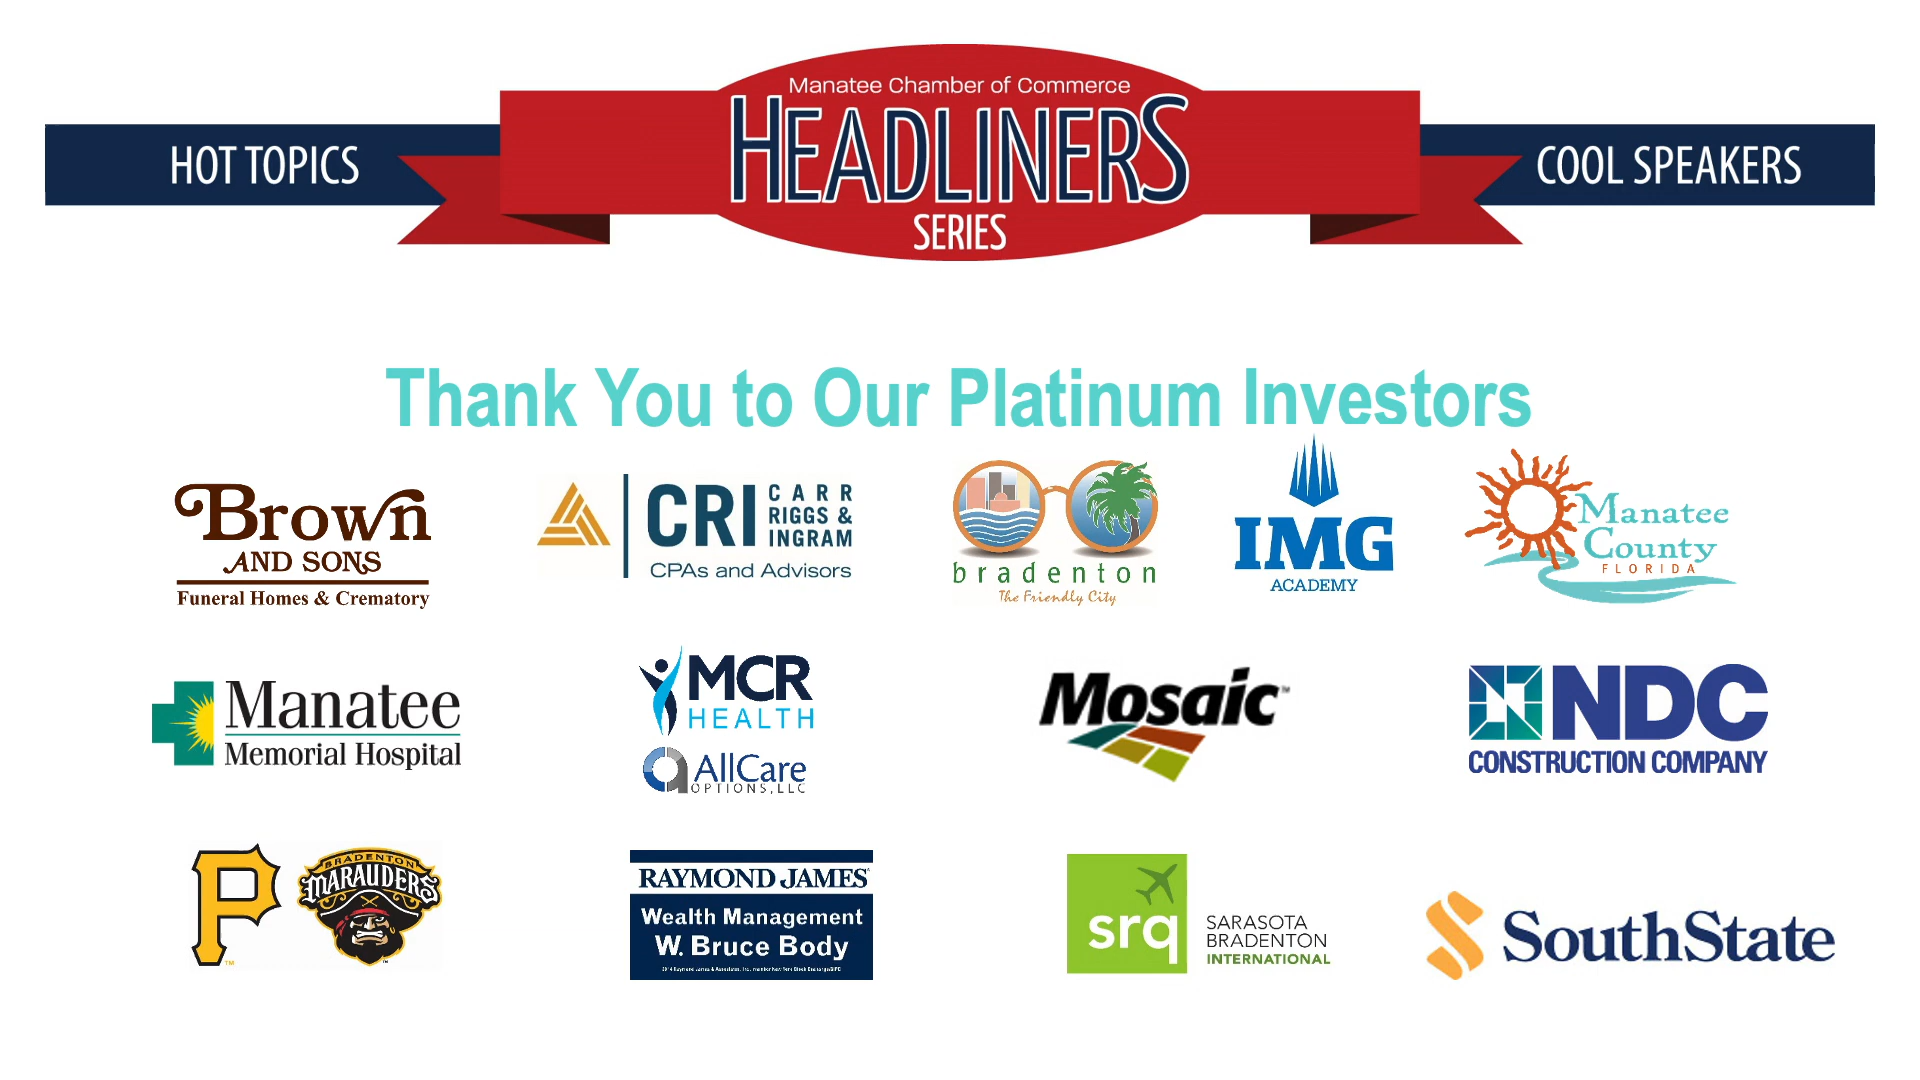 Manatee Chamber of Commerce
HOT TOPICS
HEADLINERS
COOL SPEAKERS
SERIES
Thank You to Our Platinum Investors
Brown
AND SONS
Funeral Homes & Crematory
CRI
CARR
RIGGS &
INGRAM
CPAs and Advisors
bradenton
The Friendly City
IMG
ACADEMY
Manatee
County
FLORIDA
Manatee
Memorial Hospital
MCR
HEALTH
AllCare
OPTIONS, LLC
Mosaic™
NDC
CONSTRUCTION COMPANY
P™
BRADENTON
MARAUDERS
RAYMOND JAMES
Wealth Management
W. Bruce Body
srq
SARASOTA
BRADENTON
INTERNATIONAL
SouthState